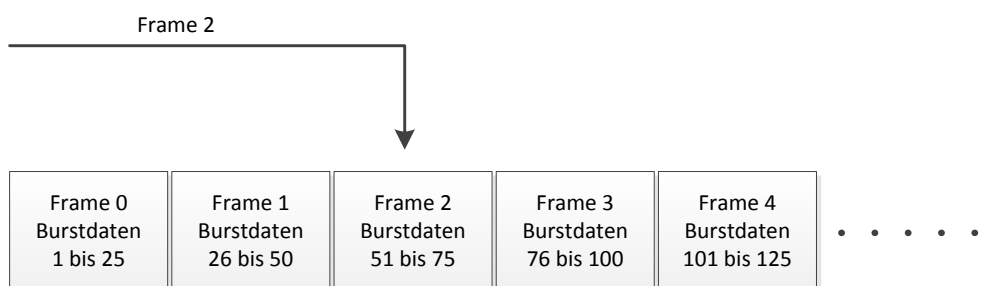 Frame 2
Frame 0
Burstdaten
1 bis 25
Frame 1
Burstdaten
26 bis 50
Frame 2
Burstdaten
51 bis 75
Frame 3
Burstdaten
76 bis 100
Frame 4
Burstdaten
101 bis 125